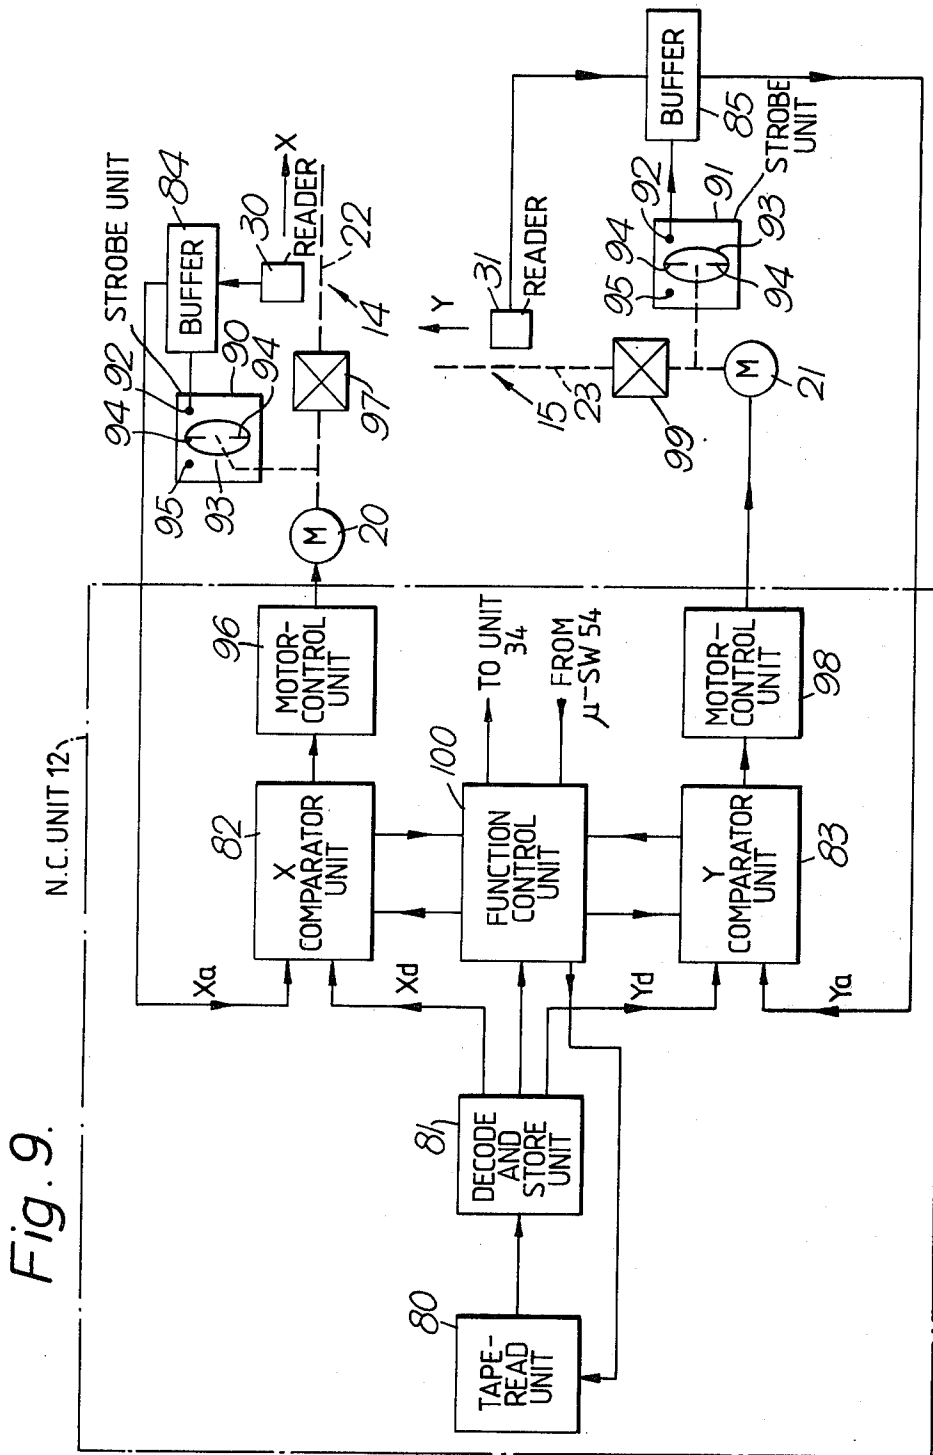 Fig. 9.
N.C. UNIT 12
80
TAPE-
READ
UNIT
81
DECODE
AND
STORE
UNIT
Xa
Xd
Yd
Ya
82
X
COMPARATOR
UNIT
100
FUNCTION
CONTROL
UNIT
Y
COMPARATOR
UNIT
83
96
MOTOR-
CONTROL
UNIT
TO UNIT
34
FROM
μ-SW 54
MOTOR-
CONTROL
UNIT
98
M
20
M
21
STROBE UNIT
95
94
92
93
90
94
84
BUFFER
30
READER
X
97
14
22
Y
31
READER
15
23
99
95
94
92
91
93
94
STROBE
UNIT
BUFFER
85